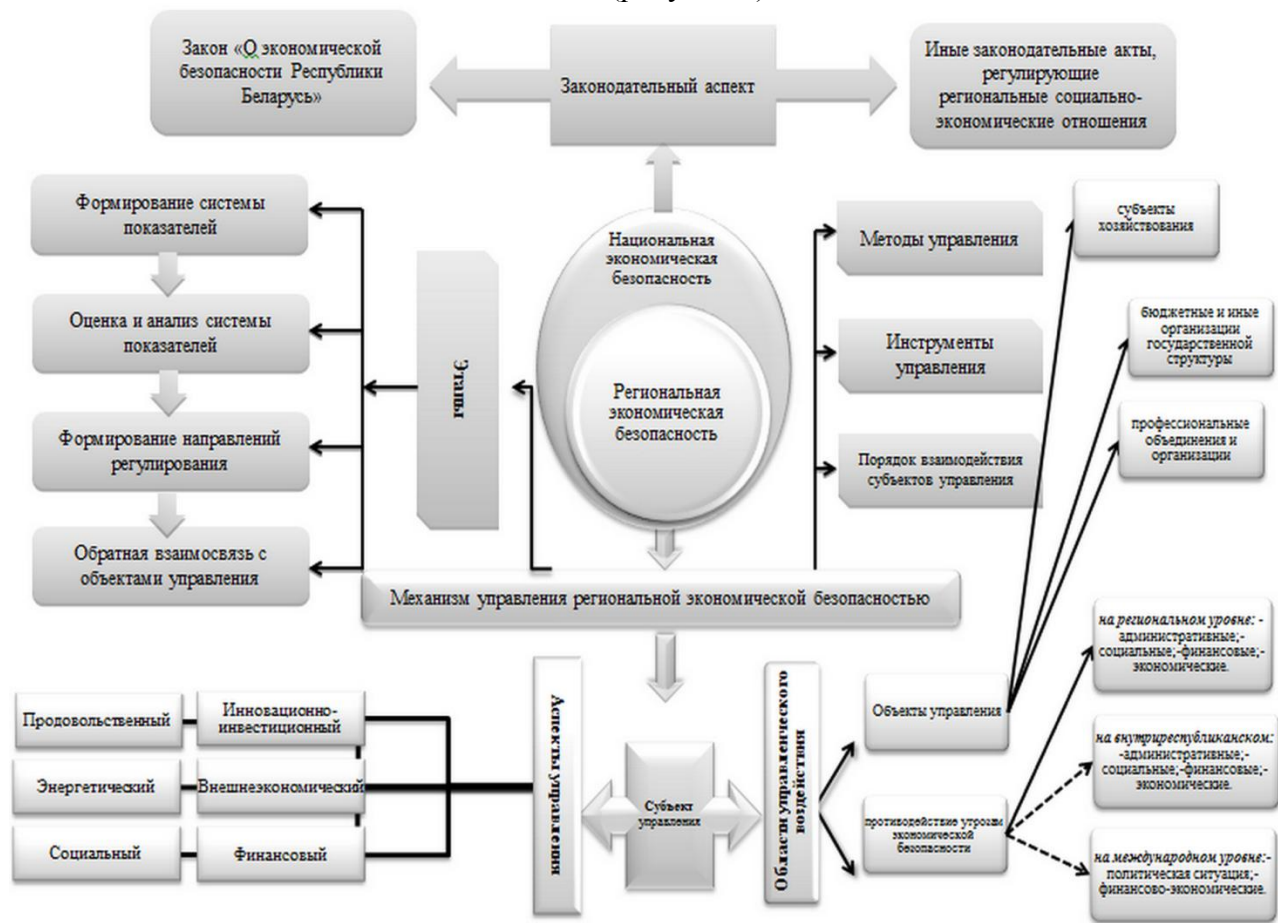 Закон «О экономической
безопасности Республики
Беларусь»
Законодательный аспект
Иные законодательные акты,
регулирующие
региональные социально-
экономические отношения
Формирование системы
показателей
Оценка и анализ системы
показателей
Формирование направлений
регулирования
Обратная взаимосвязь с
объектами управления
Этапы
Национальная
экономическая
безопасность
Региональная
экономическая
безопасность
Методы управления
Инструменты
управления
Порядок взаимодействия
субъектов управления
субъекты
хозяйствования
бюджетные и иные
организации
государственной
структуры
профессиональные
объединения и
организации
Механизм управления региональной экономической безопасностью
Продовольственный
Инновационно-
инвестиционный
Энергетический
Внешнеэкономический
Социальный
Финансовый
Аспекты управления
Субъект
управления
Области управленческого
воздействия
Объекты управления
противодействие угрозам
экономической
безопасности
на региональном уровне: -
административные;-
социальные;-финансовые;-
экономические.
на внутриреспубликанском:
-административные;-
социальные;-финансовые;-
экономические.
на международном уровне:-
политическая ситуация;-
финансово-экономические.